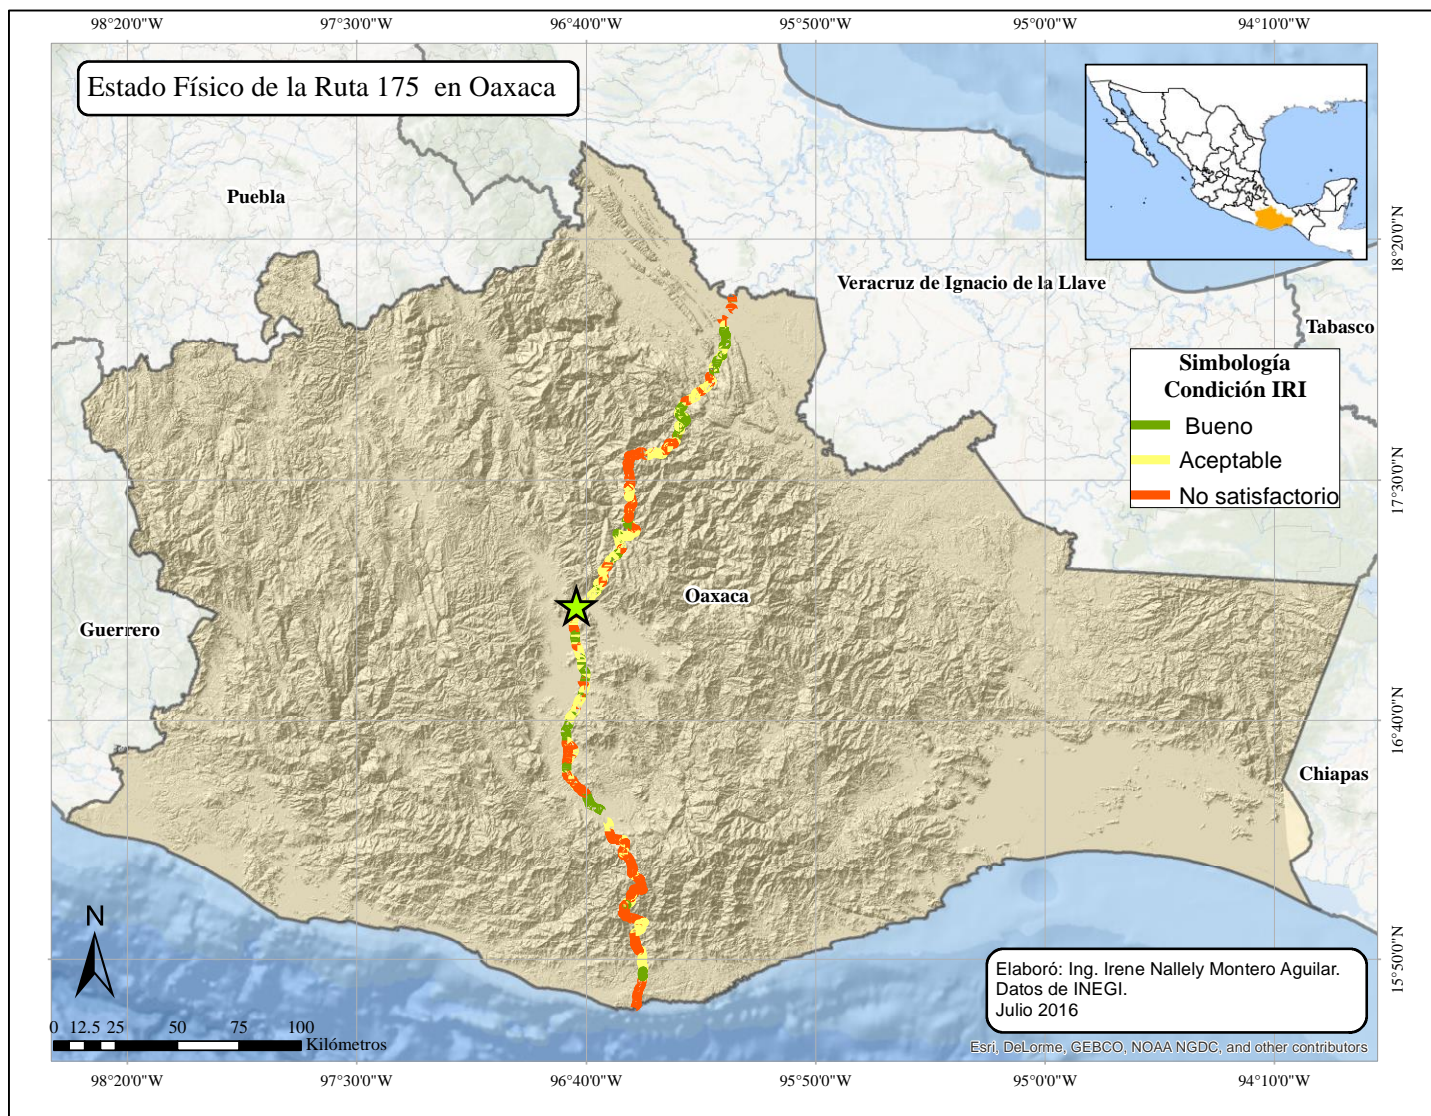 98°20'0"W
97°30'0"W
96°40'0"W
95°50'0"W
95°0'0"W
94°10'0"W
Estado Físico de la Ruta 175 en Oaxaca
Puebla
18°20'0"N
Veracruz de Ignacio de la Llave
Tabasco
Simbología
Condición IRI
Bueno
Aceptable
No satisfactorio
17°30'0"N
Oaxaca
Guerrero
16°40'0"N
Chiapas
N
15°50'0"N
Elaboró: Ing. Irene Nallely Montero Aguilar.
Datos de INEGI.
Julio 2016
0 12.5 25 50 75 100
Kilómetros
Esri, DeLorme, GEBCO, NOAA NGDC, and other contributors
98°20'0"W
97°30'0"W
96°40'0"W
95°50'0"W
95°0'0"W
94°10'0"W